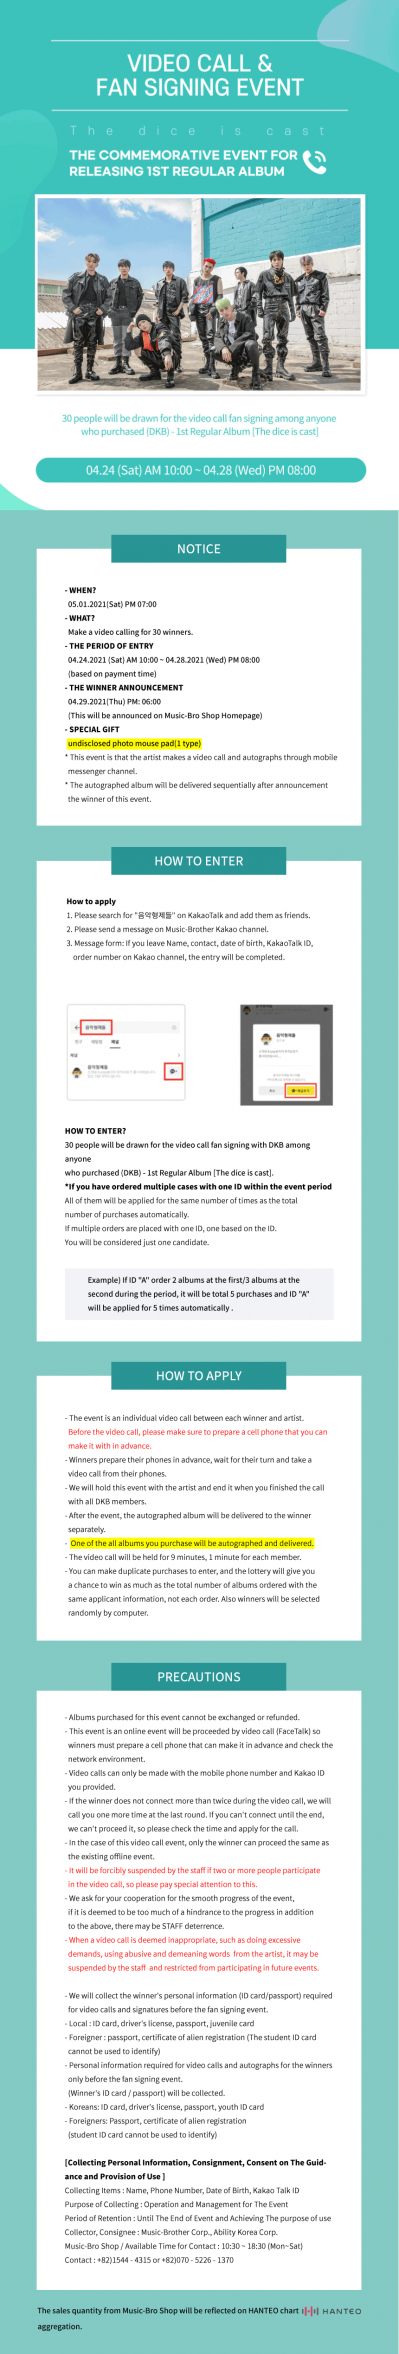 VIDEO CALL &
FAN SIGNING EVENT
The dice is cast
THE COMMEMORATIVE EVENT FOR
RELEASING 1ST REGULAR ALBUM
30 people will be drawn for the video call fan signing among anyone
who purchased (DKB) - 1st Regular Album [The dice is cast]
04.24 (Sat) AM 10:00 ~ 04.28 (Wed) PM 08:00
NOTICE
- WHEN?
05.01.2021(Sat) PM 07:00
- WHAT?
Make a video calling for 30 winners.
- THE PERIOD OF ENTRY
04.24.2021 (Sat) AM 10:00 ~ 04.28.2021 (Wed) PM 08:00
(based on payment time)
- THE WINNER ANNOUNCEMENT
04.29.2021(Thu) PM: 06:00
(This will be announced on Music-Bro Shop Homepage)
- SPECIAL GIFT
undisclosed photo mouse pad(1 type)
* This event is that the artist makes a video call and autographs through mobile
messenger channel.
* The autographed album will be delivered sequentially after announcement
the winner of this event.
HOW TO ENTER
How to apply
1. Please search for "음악형제들" on KakaoTalk and add them as friends.
2. Please send a message on Music-Brother Kakao channel.
3. Message form: If you leave Name, contact, date of birth, KakaoTalk ID,
order number on Kakao channel, the entry will be completed.
음악형제들
채널
음악형제들
음악형제들
HOW TO ENTER?
30 people will be drawn for the video call fan signing with DKB among
anyone
who purchased (DKB) - 1st Regular Album [The dice is cast].
*If you have ordered multiple cases with one ID within the event period
All of them will be applied for the same number of times as the total
number of purchases automatically.
If multiple orders are placed with one ID, one based on the ID.
You will be considered just one candidate.
Example) If ID "A" order 2 albums at the first/3 albums at the
second during the period, it will be total 5 purchases and ID "A"
will be applied for 5 times automatically .
HOW TO APPLY
- The event is an individual video call between each winner and artist.
Before the video call, please make sure to prepare a cell phone that you can
make it with in advance.
- Winners prepare their phones in advance, wait for their turn and take a
video call from their phones.
- We will hold this event with the artist and end it when you finished the call
with all DKB members.
- After the event, the autographed album will be delivered to the winner
separately.
- One of the all albums you purchase will be autographed and delivered.
- The video call will be held for 9 minutes, 1 minute for each member.
- You can make duplicate purchases to enter, and the lottery will give you
a chance to win as much as the total number of albums ordered with the
same applicant information, not each order. Also winners will be selected
randomly by computer.
PRECAUTIONS
- Albums purchased for this event cannot be exchanged or refunded.
- This event is an online event will be proceeded by video call (FaceTalk) so
winners must prepare a cell phone that can make it in advance and check the
network environment.
- Video calls can only be made with the mobile phone number and Kakao ID
you provided.
- If the winner does not connect more than twice during the video call, we will
call you one more time at the last round. If you can't connect until the end,
we can't proceed it, so please check the time and apply for the call.
- In the case of this video call event, only the winner can proceed the same as
the existing offline event.
- It will be forcibly suspended by the staff if two or more people participate
in the video call, so please pay special attention to this.
- We ask for your cooperation for the smooth progress of the event,
if it is deemed to be too much of a hindrance to the progress in addition
to the above, there may be STAFF deterrence.
- When a video call is deemed inappropriate, such as doing excessive
demands, using abusive and demeaning words from the artist, it may be
suspended by the staff and restricted from participating in future events.
- We will collect the winner's personal information (ID card/passport) required
for video calls and signatures before the fan signing event.
- Local : ID card, driver's license, passport, juvenile card
- Foreigner : passport, certificate of alien registration (The student ID card
cannot be used to identify)
- Personal information required for video calls and autographs for the winners
only before the fan signing event.
(Winner's ID card / passport) will be collected.
- Koreans: ID card, driver's license, passport, youth ID card
- Foreigners: Passport, certificate of alien registration
(student ID card cannot be used to identify)
[Collecting Personal Information, Consignment, Consent on The Guid-
ance and Provision of Use ]
Collecting Items : Name, Phone Number, Date of Birth, Kakao Talk ID
Purpose of Collecting : Operation and Management for The Event
Period of Retention : Until The End of Event and Achieving The purpose of use
Collector, Consignee : Music-Brother Corp., Ability Korea Corp.
Music-Bro Shop / Available Time for Contact : 10:30 ~ 18:30 (Mon~Sat)
Contact : +82)1544 - 4315 or +82)070 - 5226 - 1370
The sales quantity from Music-Bro Shop will be reflected on HANTEO chart HANTEO
aggregation.